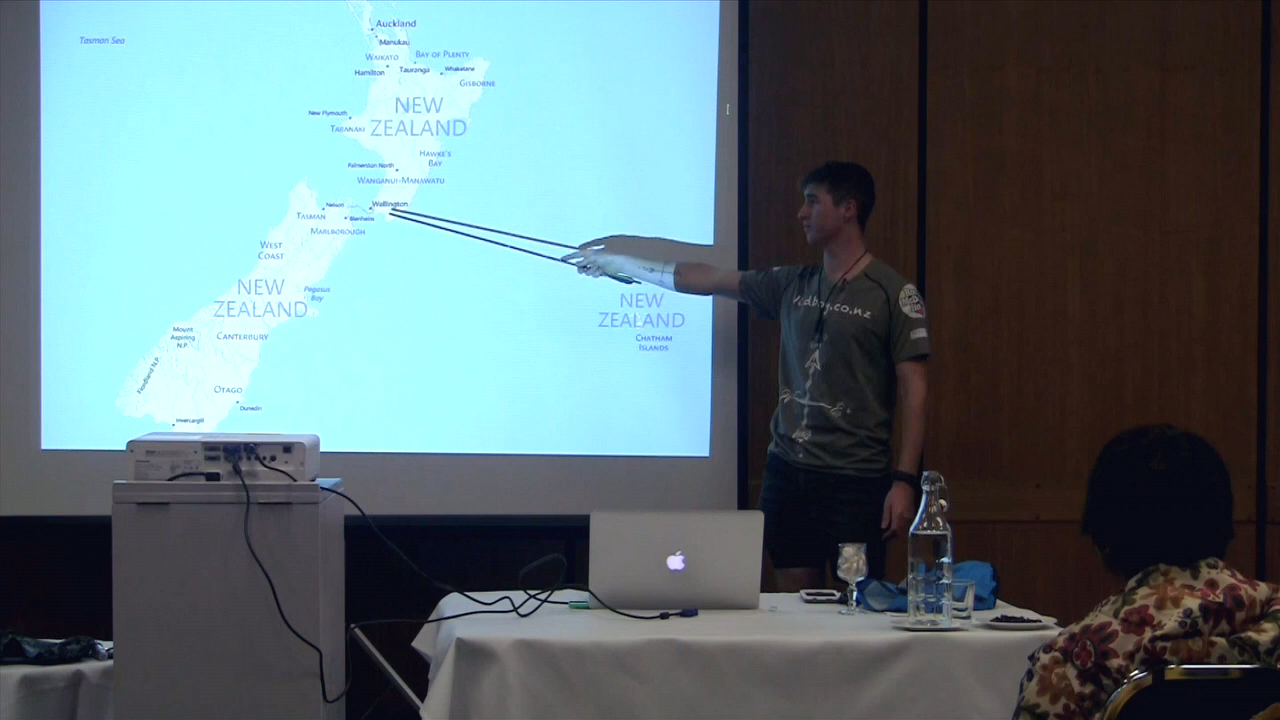 Auckland
Tasman Sea
Manukau
WAIKATO
BAY OF PLENTY
Hamilton
Tauranga
Whakatane
GISBORNE
NEW
ZEALAND
New Plymouth
TARANAKI
HAWKE'S
BAY
Palmerston North
WANGANUI-MANAWATU
Nelson
Wellington
TASMAN
Blenheim
MARLBOROUGH
WEST
COAST
NEW
ZEALAND
Pegasus
Bay
NEW
ZEALAND
CHATHAM
ISLANDS
Mount
Aspiring
N.P.
CANTERBURY
Fiordland N.P.
OTAGO
Dunedin
Invercargill